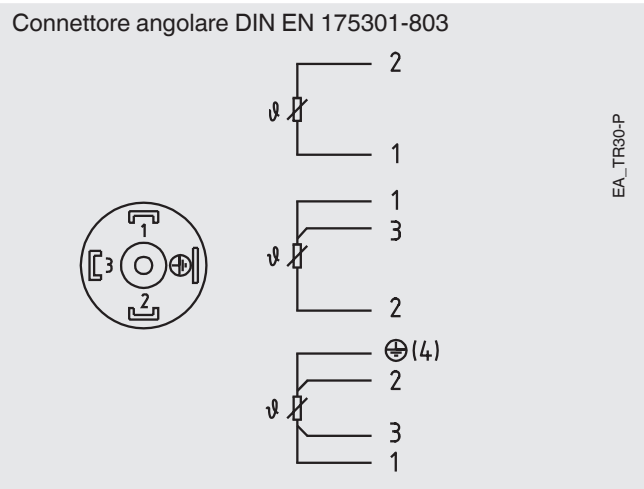 Connettore angolare DIN EN 175301-803
2
ϑ
1
1
3
ϑ
2
1
3
2
(4)
2
ϑ
3
1
EA_TR30-P